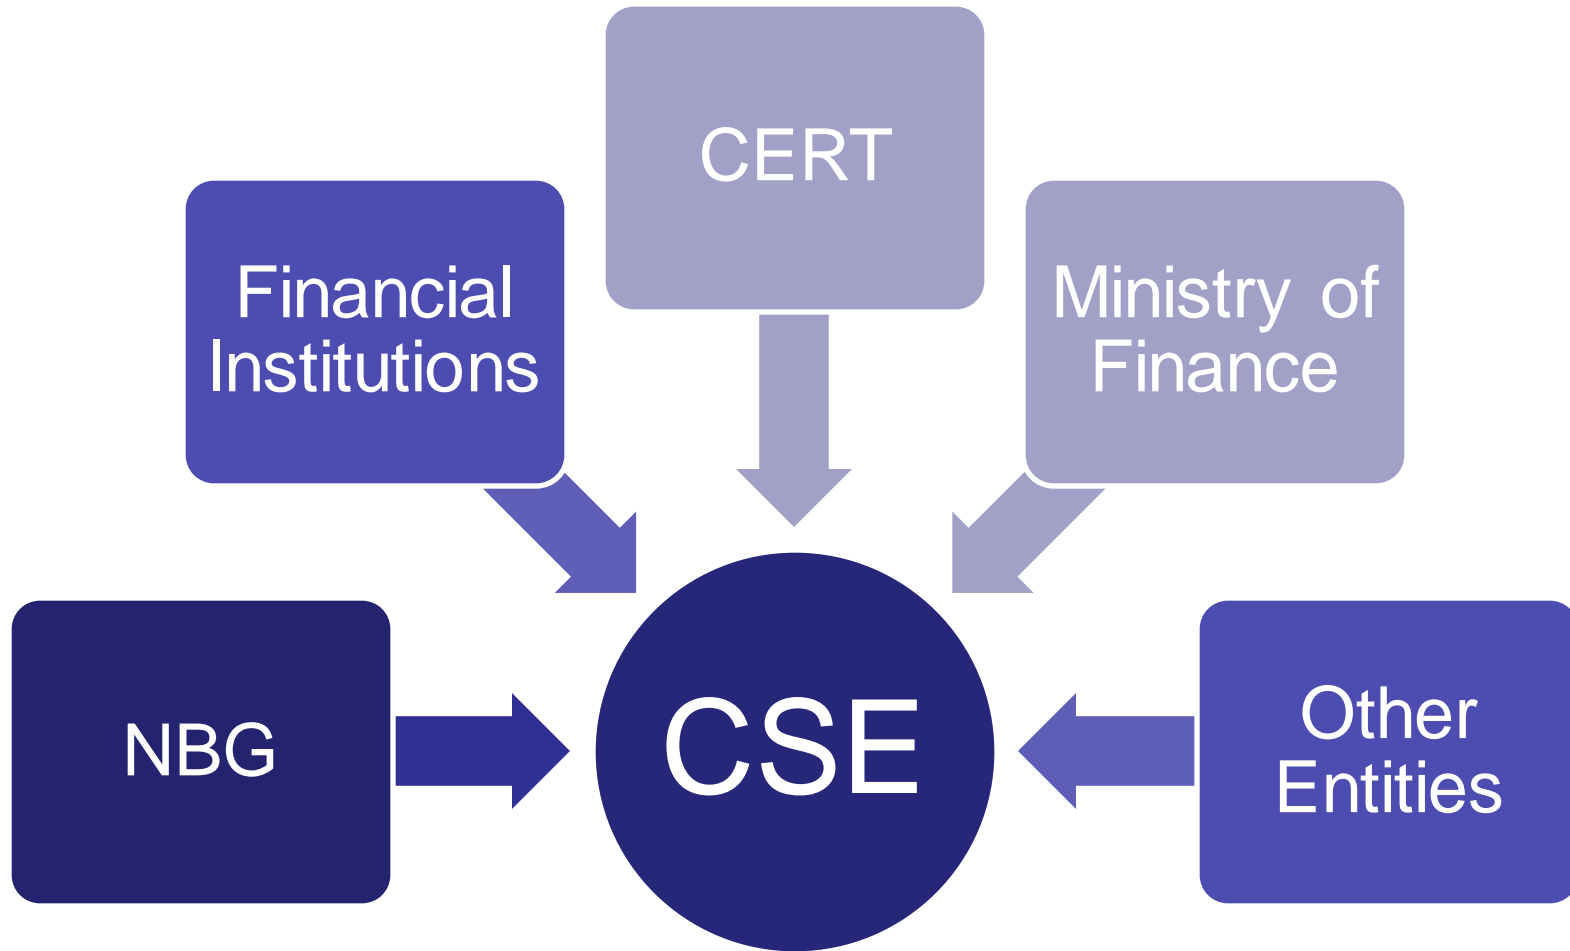 CERT
Financial
Institutions
Ministry of
Finance
NBG
CSE
Other
Entities